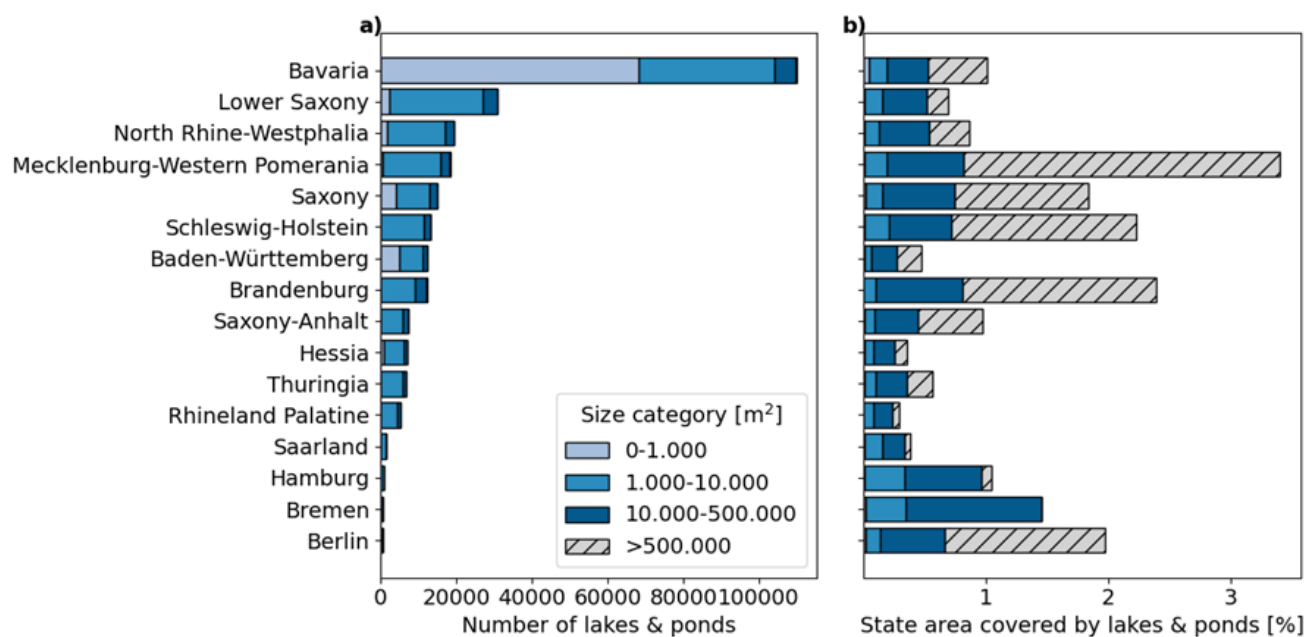 a)
b)
Bavaria
Lower Saxony
North Rhine-Westphalia
Mecklenburg-Western Pomerania
Saxony
Schleswig-Holstein
Baden-Württemberg
Brandenburg
Saxony-Anhalt
Hessia
Thuringia
Rhineland Palatine
Saarland
Hamburg
Bremen
Berlin
Size category [m²]
0-1.000
1.000-10.000
10.000-500.000
>500.000
0 20000 40000 60000 80000 100000
Number of lakes & ponds
1 2 3
State area covered by lakes & ponds [%]